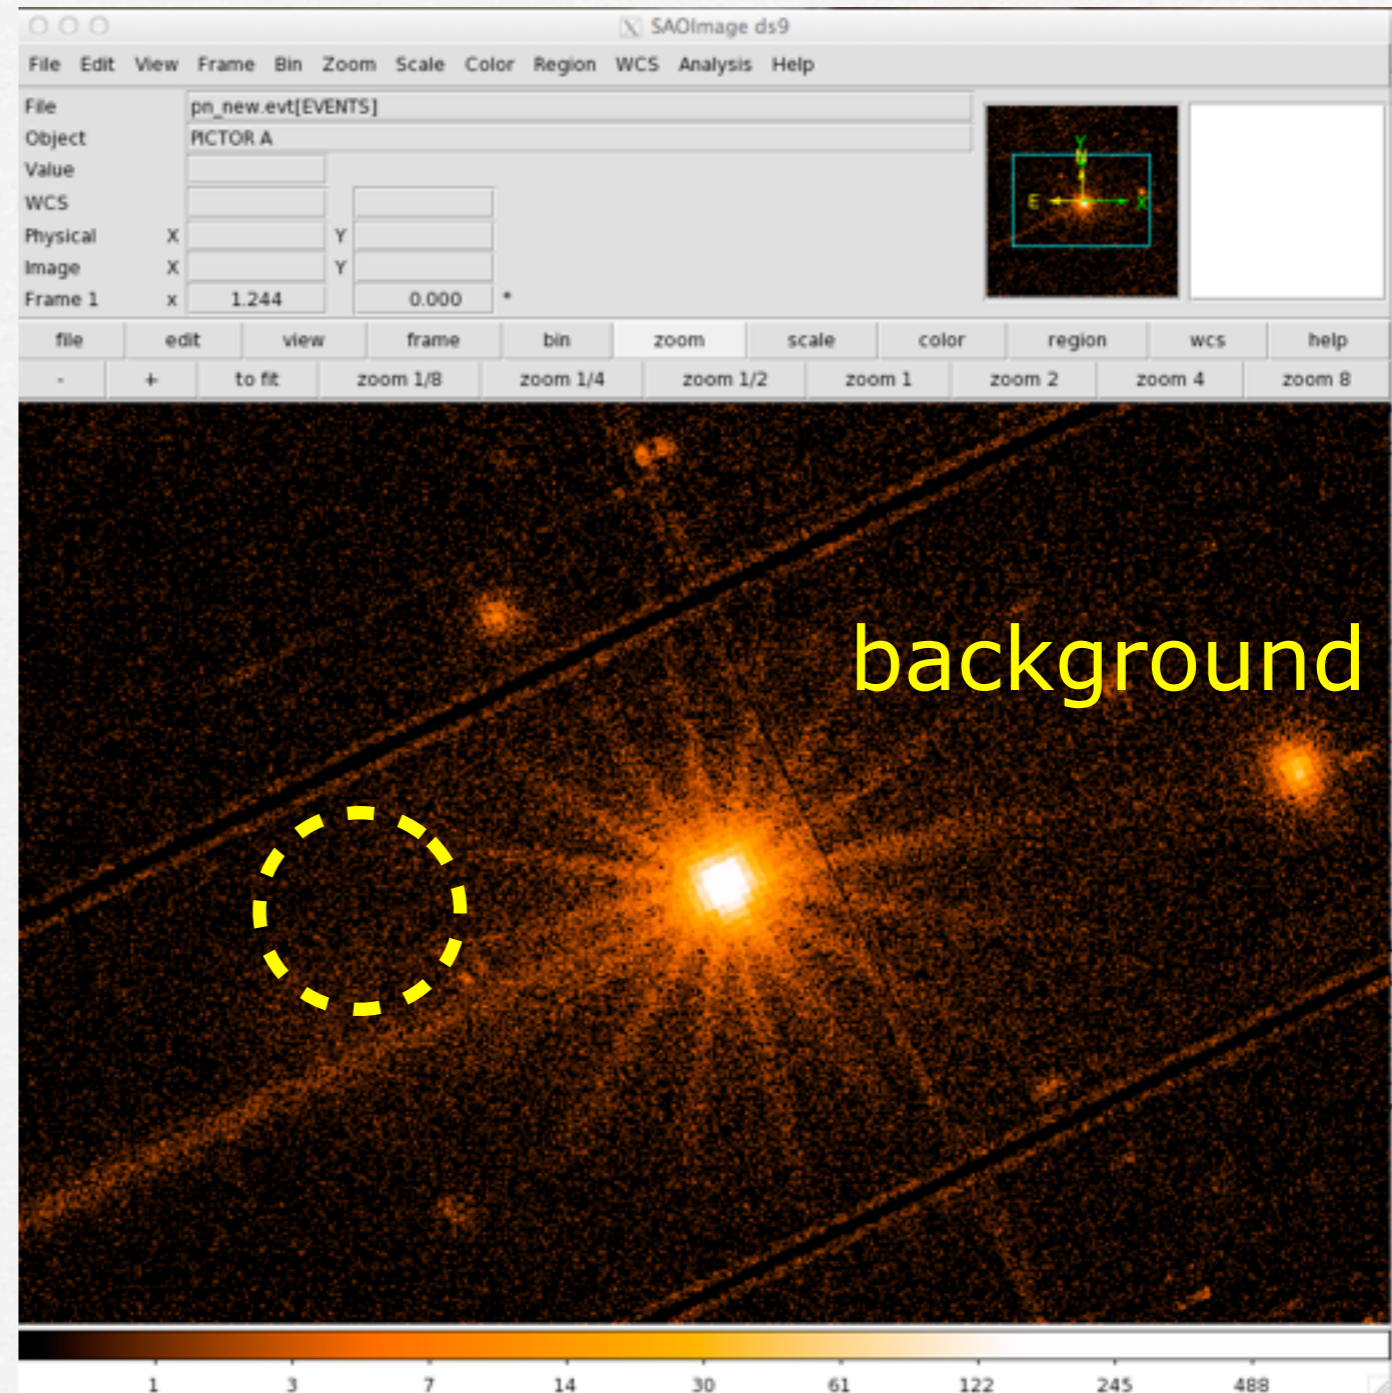 SAOImage ds9
File Edit View Frame Bin Zoom Scale Color Region WCS Analysis Help
File pn_new.evt[EVENTS]
Object PICTOR A
Value
WCS
Physical X Y
Image X Y
Frame 1 x 1.244 0.000 °
Y
N
E X
file edit view frame bin zoom scale color region wcs help
- + to fit zoom 1/8 zoom 1/4 zoom 1/2 zoom 1 zoom 2 zoom 4 zoom 8
background
1 3 7 14 30 61 122 245 488